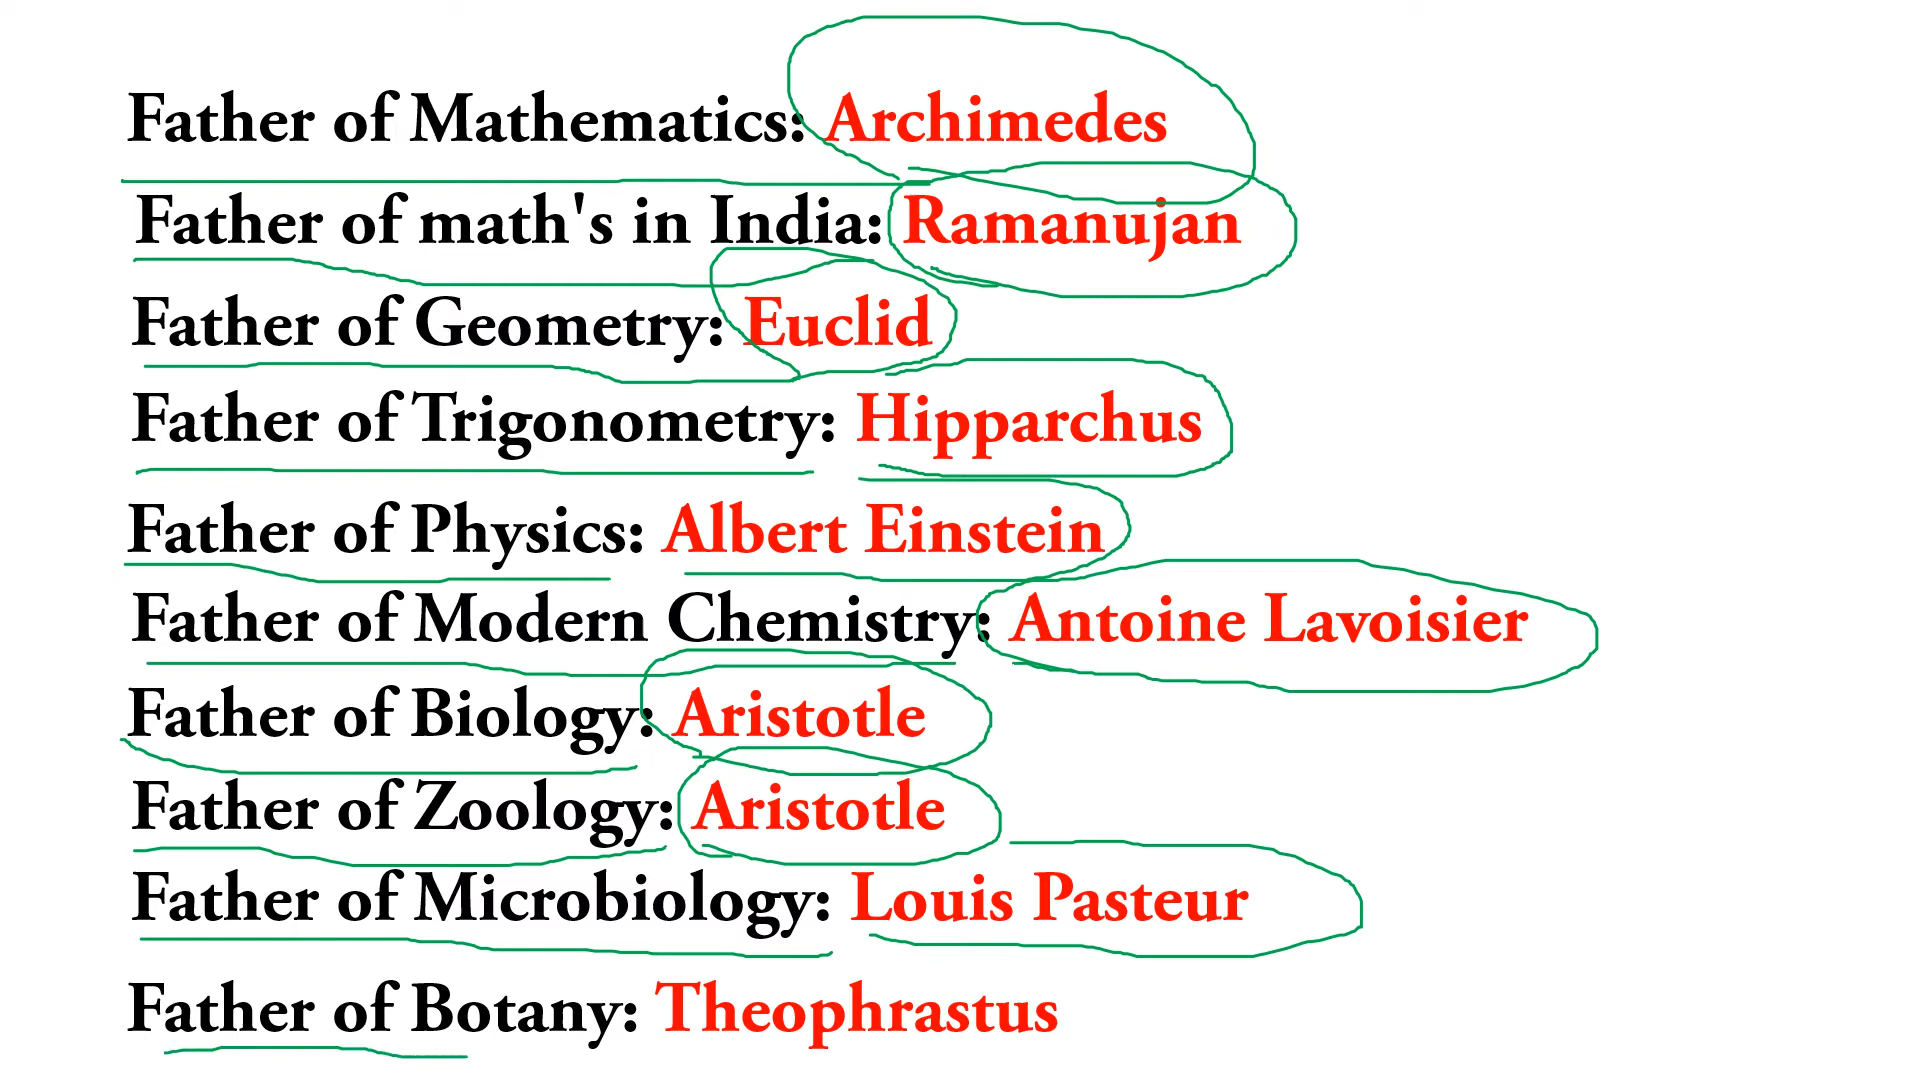 Father of Mathematics: Archimedes
Father of math's in India: Ramanujan
Father of Geometry: Euclid
Father of Trigonometry: Hipparchus
Father of Physics: Albert Einstein
Father of Modern Chemistry: Antoine Lavoisier
Father of Biology: Aristotle
Father of Zoology: Aristotle
Father of Microbiology: Louis Pasteur
Father of Botany: Theophrastus